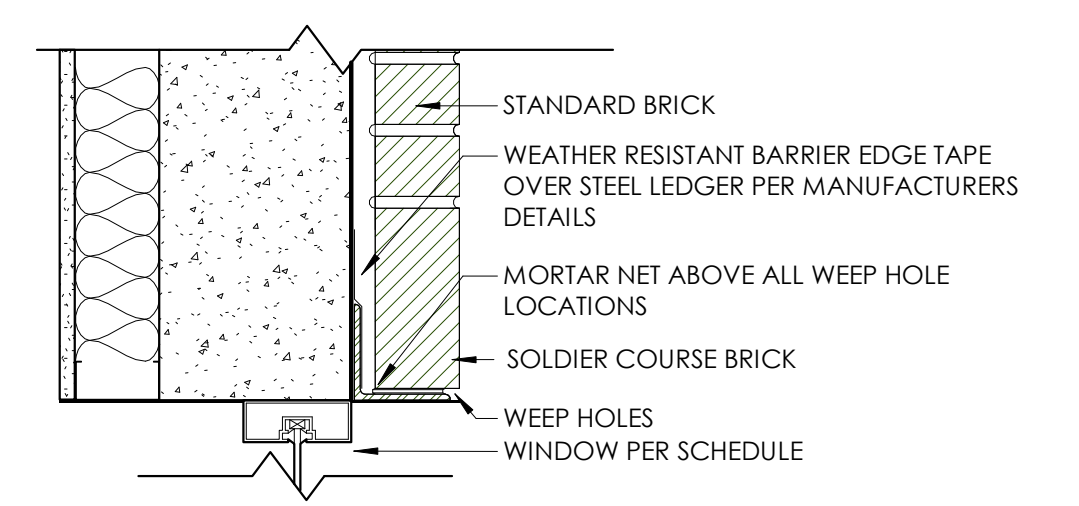 STANDARD BRICK
WEATHER RESISTANT BARRIER EDGE TAPE
OVER STEEL LEDGER PER MANUFACTURERS
DETAILS
MORTAR NET ABOVE ALL WEEP HOLE
LOCATIONS
SOLDIER COURSE BRICK
WEEP HOLES
WINDOW PER SCHEDULE